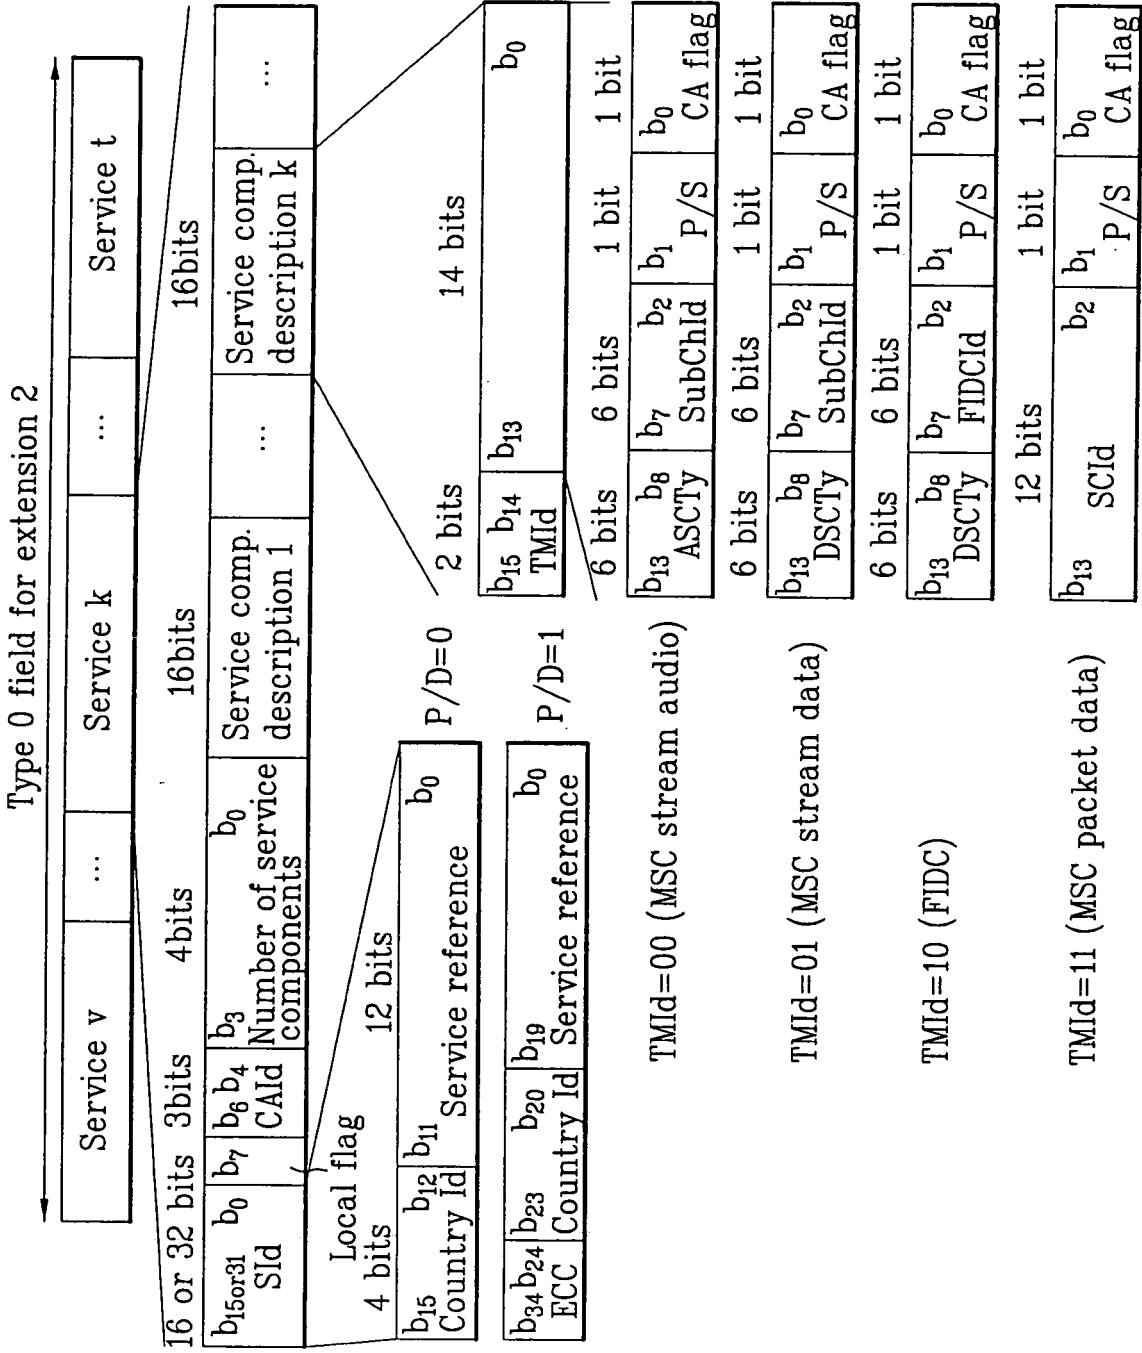 Type 0 field for extension 2
Service v
...
Service k
...
Service t
16 or 32 bits
3bits
4bits
16bits
16bits
b15or31 b0
SId
b7
b6 b4
CAId
b3 b0
Number of service
components
Service comp.
description 1
...
Service comp.
description k
...
Local flag
4 bits
12 bits
b15 b12
Country Id
b11 b0
Service reference
P/D=0
b34 b24
ECC
b23 b20
Country Id
b19 b0
Service reference
P/D=1
2 bits
14 bits
b15 b14
TMId
b13 b0
TMId=00 (MSC stream audio)
6 bits
6 bits
1 bit
1 bit
b13 b8
ASCTy
b7 b2
SubChId
b1
P/S
b0
CA flag
TMId=01 (MSC stream data)
6 bits
6 bits
1 bit
1 bit
b13 b8
DSCTy
b7 b2
SubChId
b1
P/S
b0
CA flag
TMId=10 (FIDC)
6 bits
6 bits
1 bit
1 bit
b13 b8
DSCTy
b7 b2
FIDCId
b1
P/S
b0
CA flag
TMId=11 (MSC packet data)
12 bits
1 bit
1 bit
b13 b2
SCId
b1
P/S
b0
CA flag